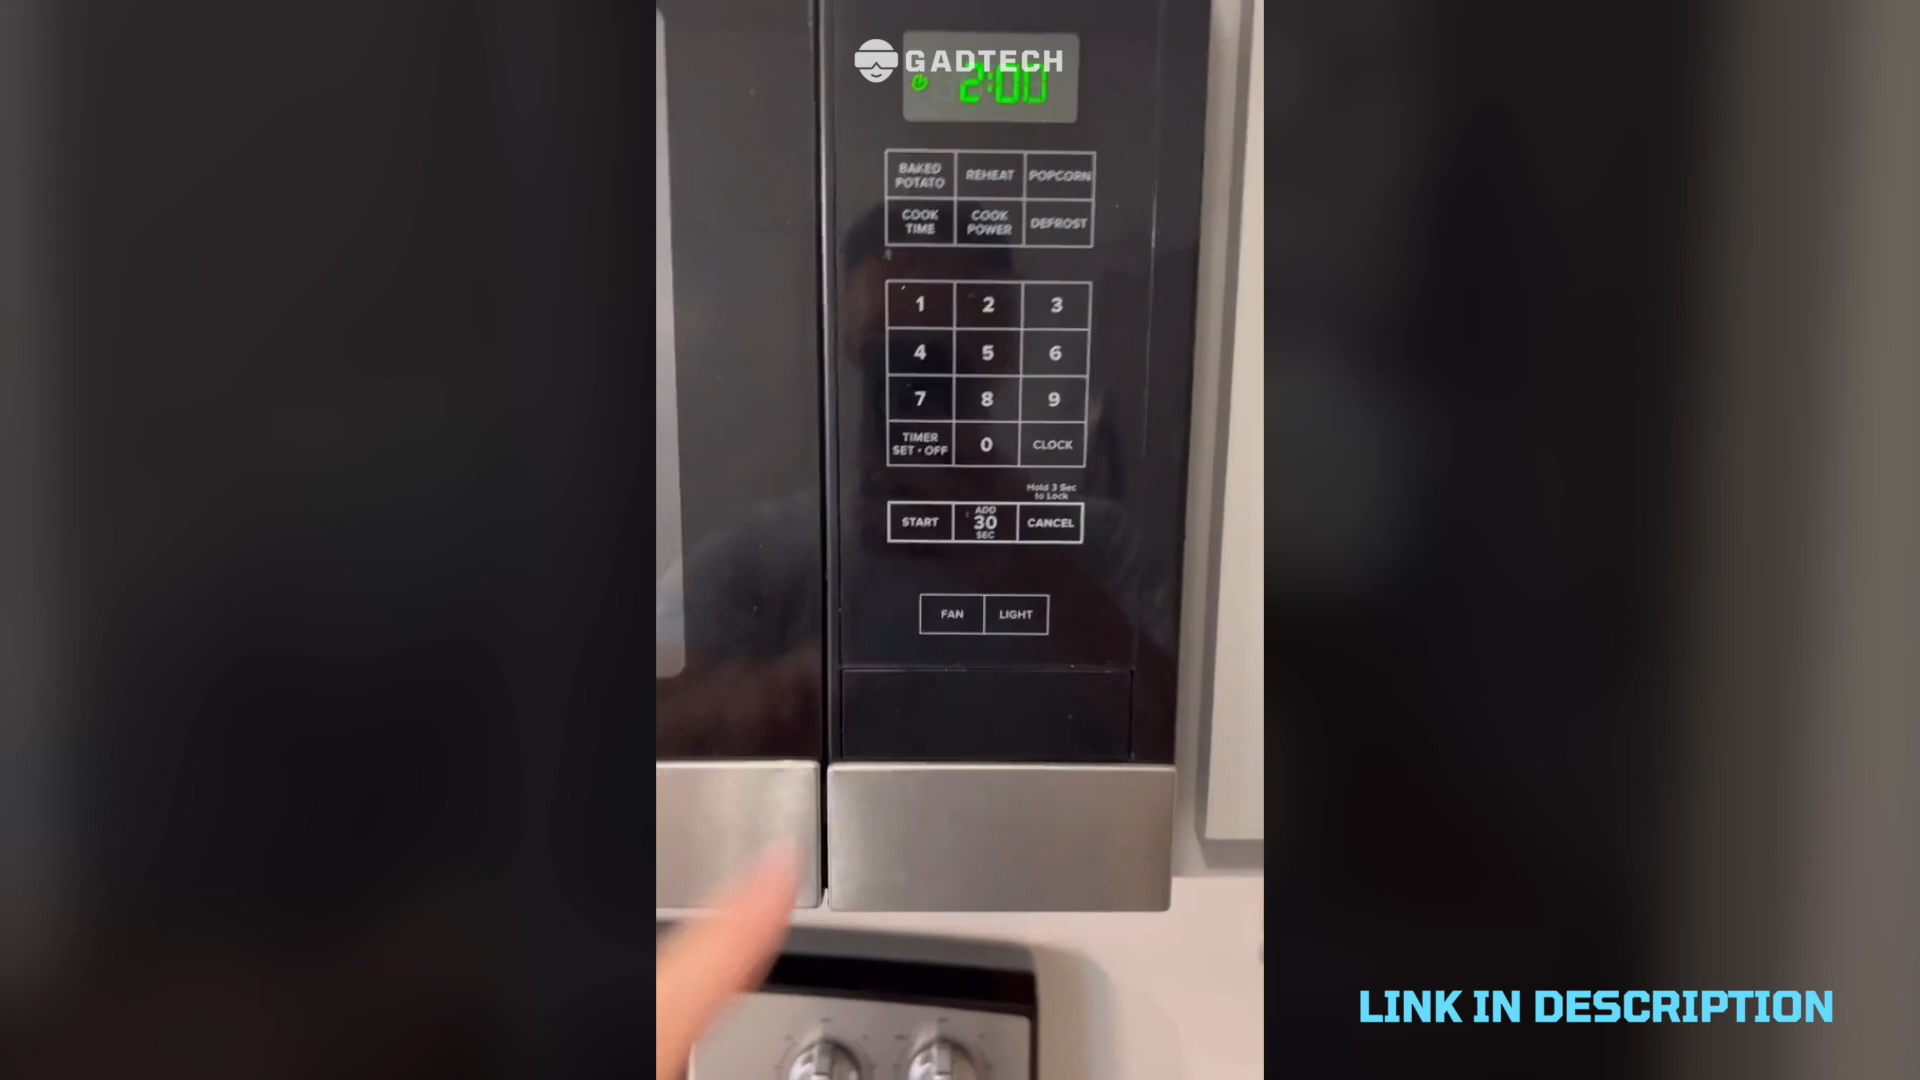 GADTECH
2:00
BAKED
POTATO
REHEAT
POPCORN
COOK
TIME
COOK
POWER
DEFROST
1 2 3
4 5 6
7 8 9
TIMER
SET • OFF
0
CLOCK
Hold 3 Sec
to Lock
START
ADD
30
SEC
CANCEL
FAN
LIGHT
LINK IN DESCRIPTION